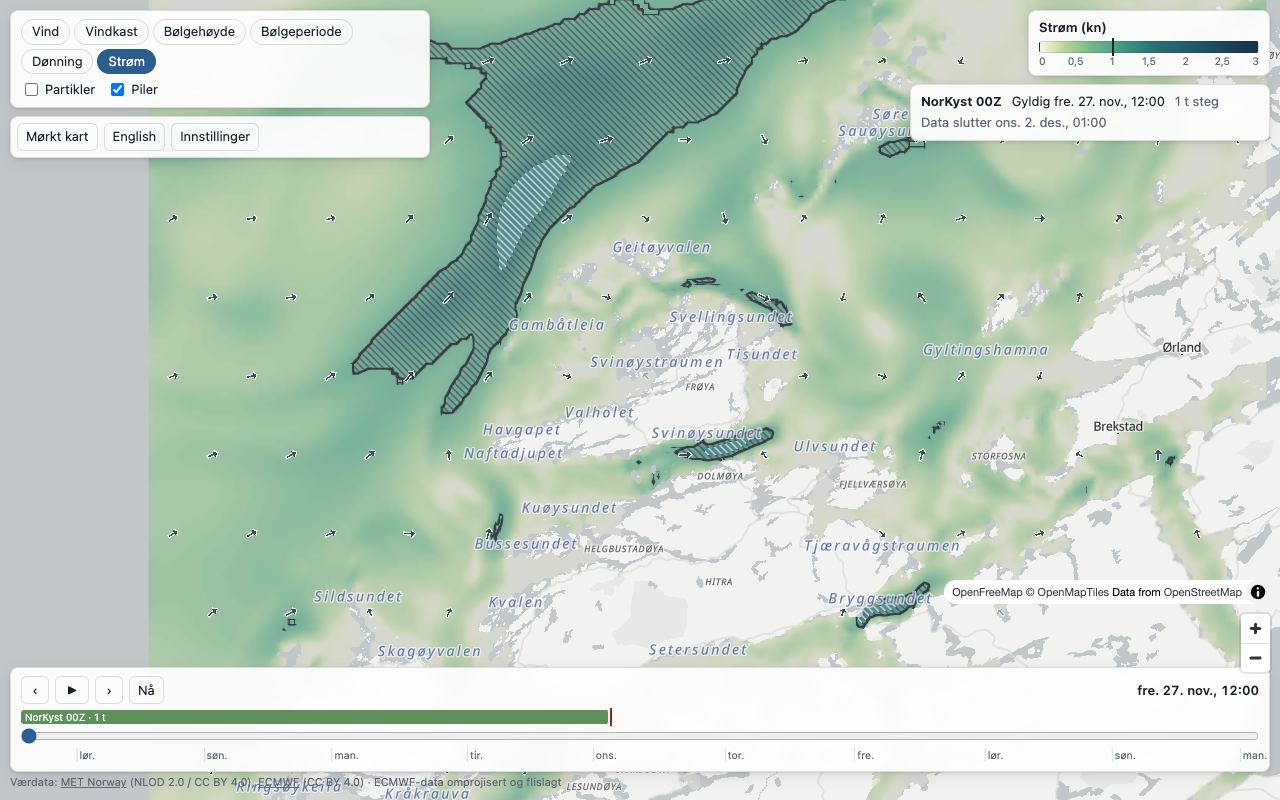 Vind Vindkast Bølgehøyde Bølgeperiode
Dønning Strøm
Partikler Piler
Mørkt kart English Innstillinger
Strøm (kn)
0 0,5 1 1,5 2 2,5 3
NorKyst 00Z Gyldig fre. 27. nov., 12:00 1 t steg
Data slutter ons. 2. des., 01:00
Geitøyvalen
Gambåtleia
Svellingsundet
Svinøystraumen
Tisundet
Gyltingshamna
Ørland
FRØYA
Valholet
Havgapet
Svinøysundet
Naftadjupet
Ulvsundet
Brekstad
STORFOSNA
DOLMØYA
FJELLVÆRSØYA
Kuøysundet
Bussesundet
HELGBUSTADØYA
Tjæravågstraumen
HITRA
Sildsundet
Kvalen
Bryggsundet
OpenFreeMap © OpenMapTiles Data from OpenStreetMap
Skagøyvalen
Setersundet
+
−
‹ › Nå
fre. 27. nov., 12:00
NorKyst 00Z · 1 t
lør. søn. man. tir. ons. tor. fre. lør. søn. man.
Værdata: MET Norway (NLOD 2.0 / CC BY 4.0), ECMWF (CC BY 4.0) · ECMWF-data omprojisert og flislagt
Kråkrauva
LESUNDØYA